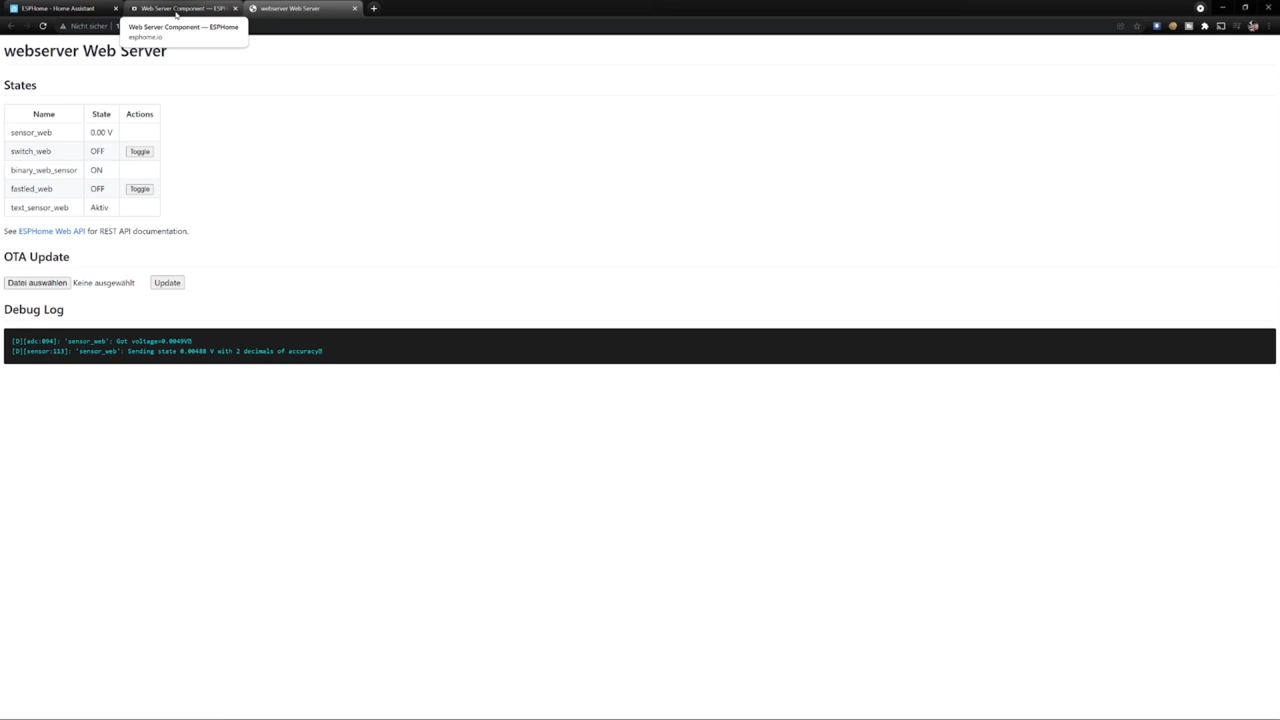 ESPHome - Home Assistant
Web Server Component — ESPH
webserver Web Server
Nicht sicher
Web Server Component — ESPHome
esphome.io
webserver Web Server
States
Name State Actions
sensor_web 0.00 V
switch_web OFF Toggle
binary_web_sensor ON
fastled_web OFF Toggle
text_sensor_web Aktiv
See ESPHome Web API for REST API documentation.
OTA Update
Datei auswählen Keine ausgewählt Update
Debug Log
[D][adc:094]: 'sensor_web': Got voltage=0.0049V
[D][sensor:113]: 'sensor_web': Sending state 0.00488 V with 2 decimals of accuracy